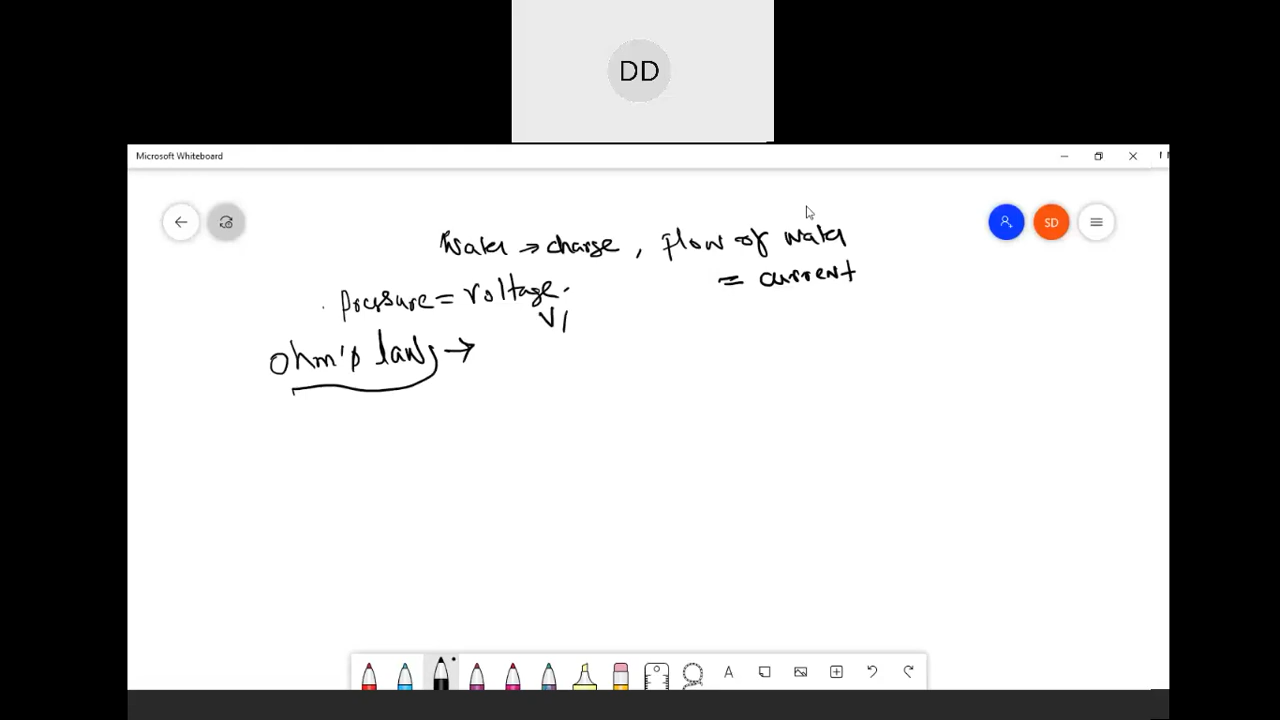 DD
Microsoft Whiteboard
SD
Water → charge, flow of water
= current
Pressure = voltage.
V
Ohm's law →
A